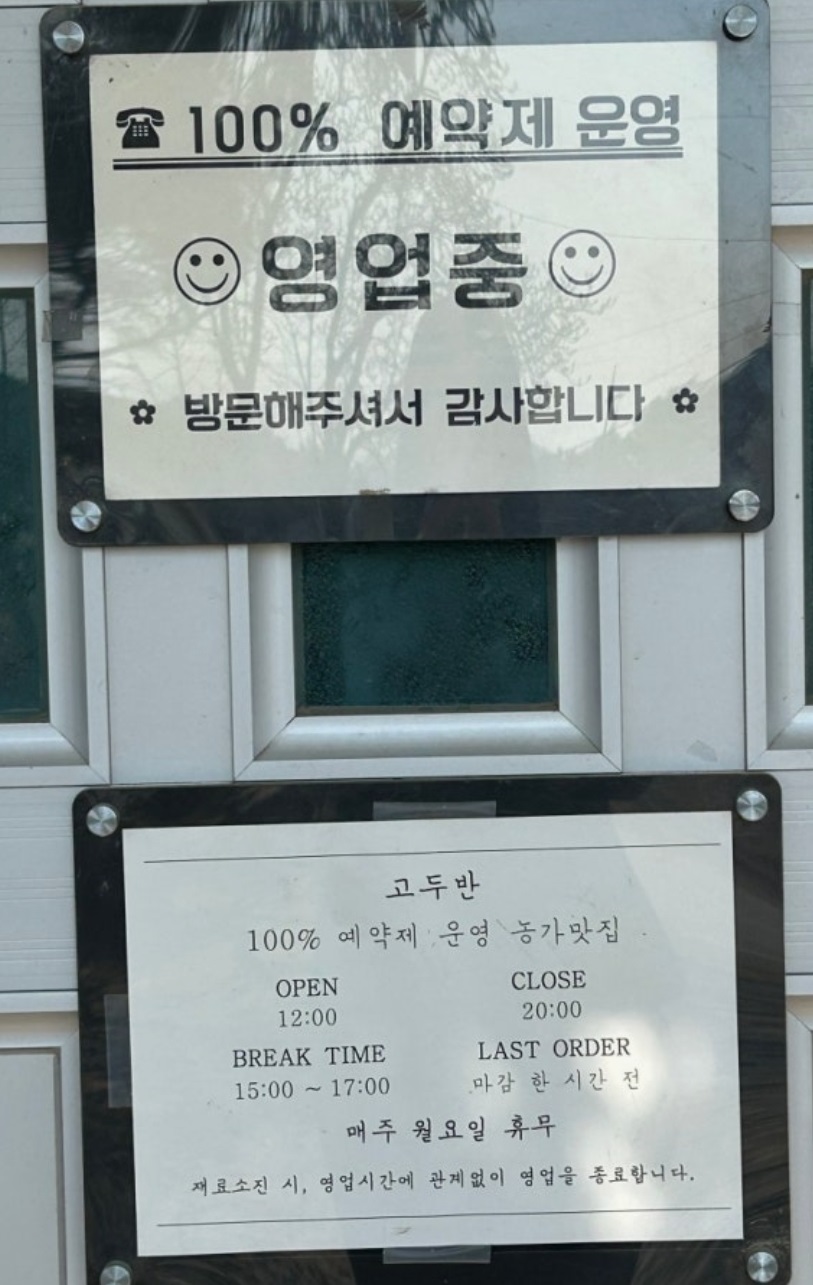 ☎ 100% 예약제 운영
☺ 영업중 ☺
✿ 방문해주셔서 감사합니다 ✿
고두반
100% 예약제 운영 농가맛집
OPEN CLOSE
12:00 20:00
BREAK TIME LAST ORDER
15:00 ~ 17:00 마감 한 시간 전
매주 월요일 휴무
재료소진 시, 영업시간에 관계없이 영업을 종료합니다.